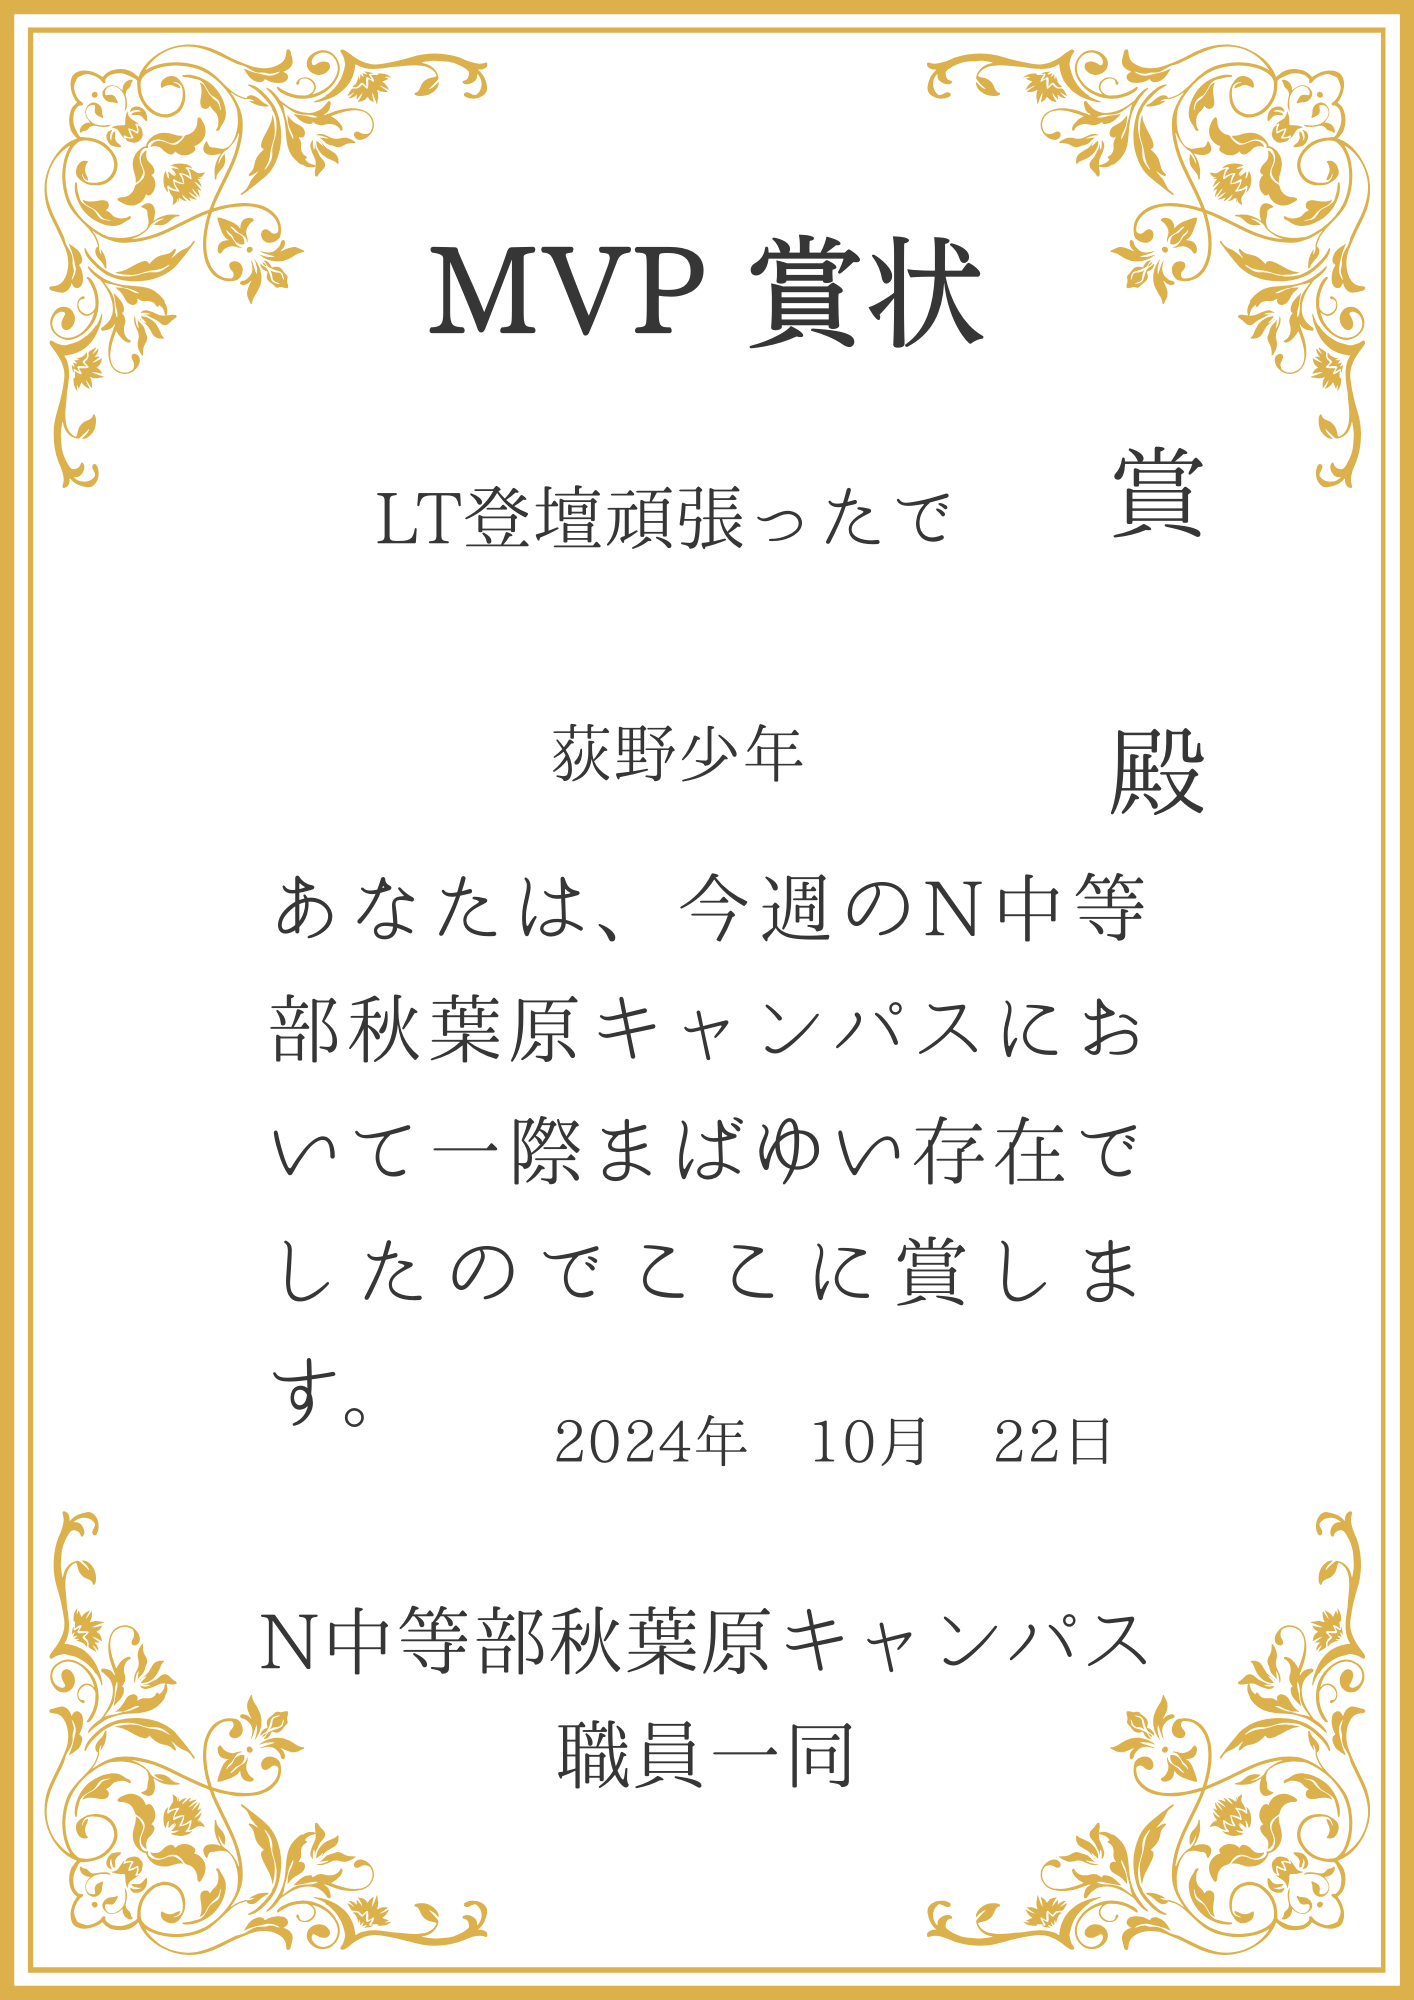 MVP 賞状
LT登壇頑張ったで 賞
荻野少年 殿
あなたは、今週のN中等
部秋葉原キャンパスにお
いて一際まばゆい存在で
したのでここに賞しま
す。
2024年 10月 22日
N中等部秋葉原キャンパス
職員一同